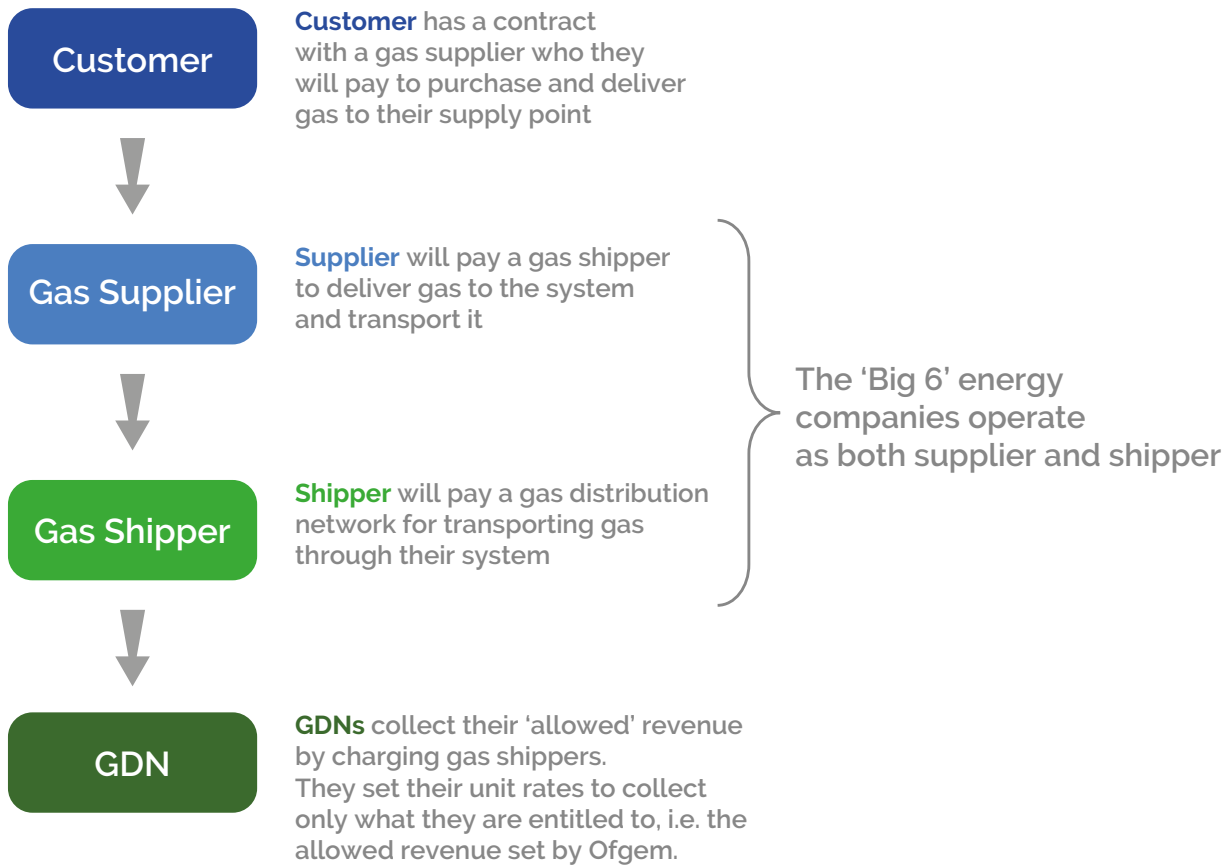 Customer
Customer has a contract
with a gas supplier who they
will pay to purchase and deliver
gas to their supply point
Gas Supplier
Supplier will pay a gas shipper
to deliver gas to the system
and transport it
Gas Shipper
Shipper will pay a gas distribution
network for transporting gas
through their system
The ‘Big 6’ energy
companies operate
as both supplier and shipper
GDN
GDNs collect their ‘allowed’ revenue
by charging gas shippers.
They set their unit rates to collect
only what they are entitled to, i.e. the
allowed revenue set by Ofgem.